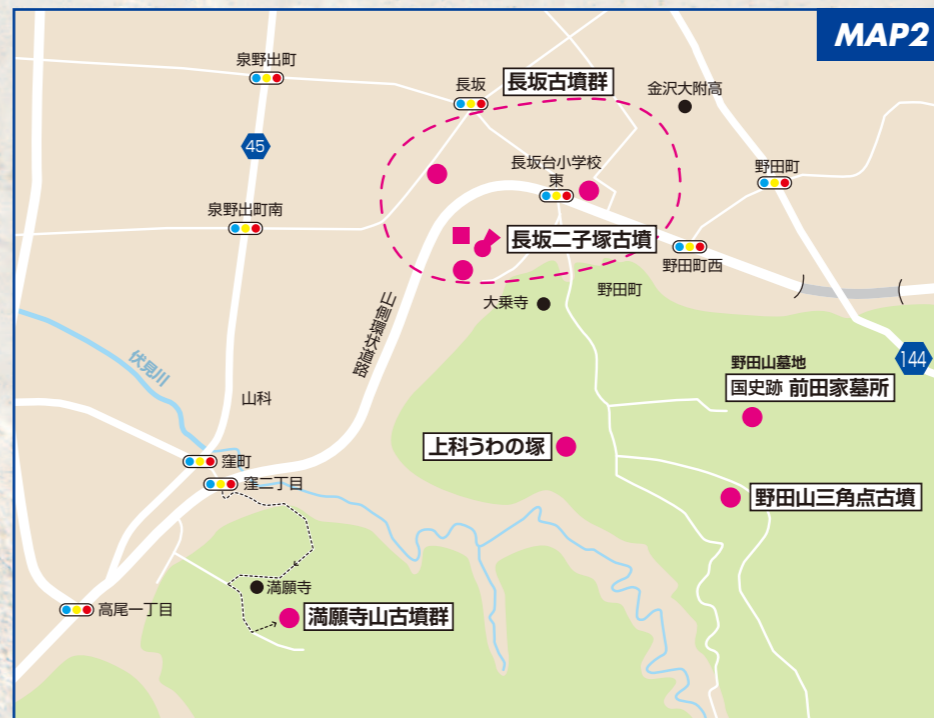 MAP2
泉野出町
長坂
長坂古墳群
金沢大附高
45
長坂台小学校
東
野田町
泉野出町南
長坂二子塚古墳
野田町西
大乗寺
野田町
山側環状道路
伏見川
山科
144
野田山墓地
国史跡 前田家墓所
上科うわの塚
窪町
窪二丁目
野田山三角点古墳
満願寺
高尾一丁目
満願寺山古墳群